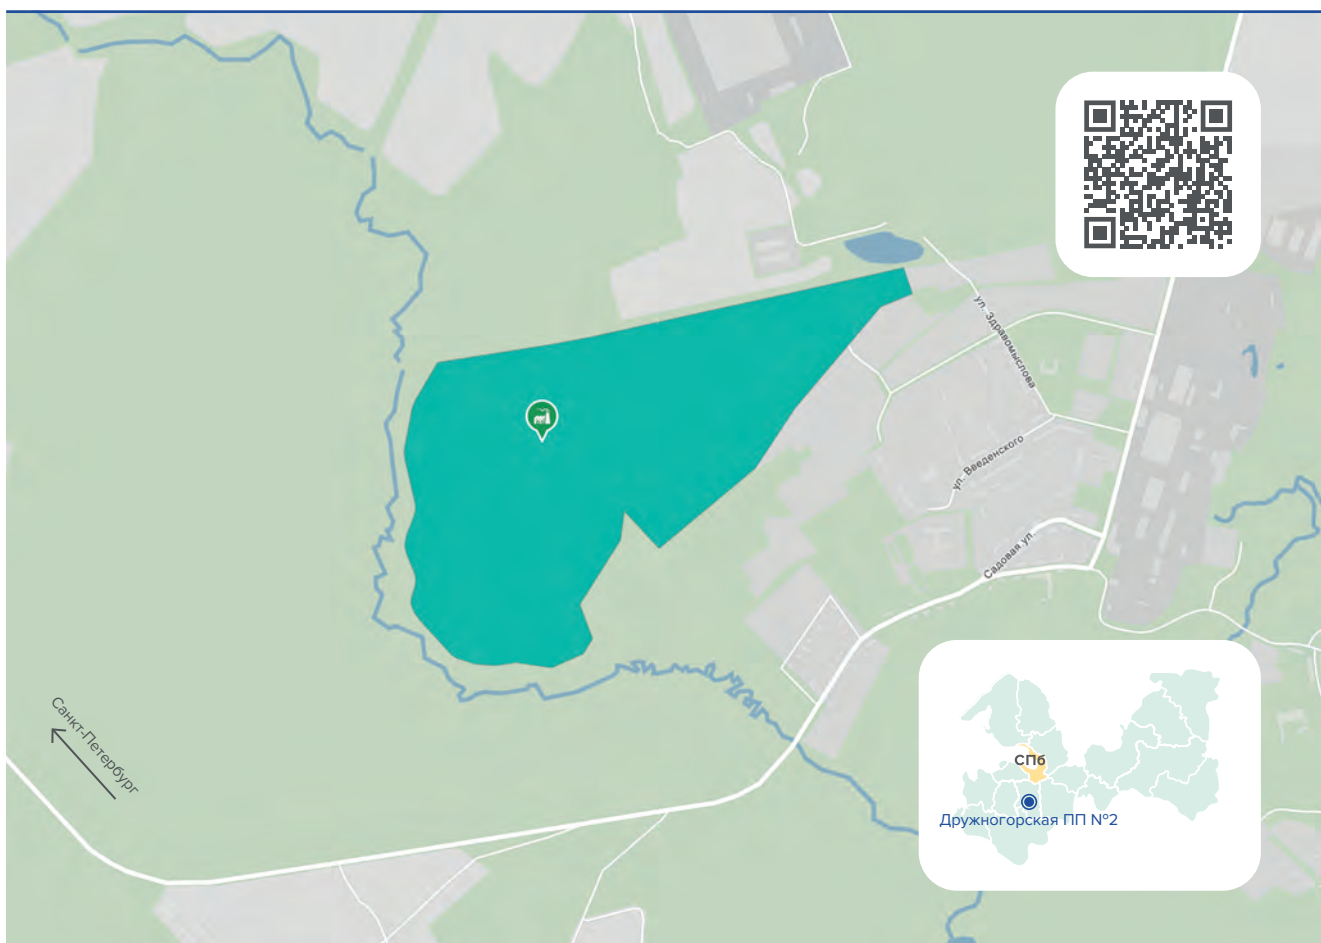 ул. Здравомыслова
ул. Введенского
Садовая ул.
Санкт-Петербург
СПб
Дружногорская ПП №2